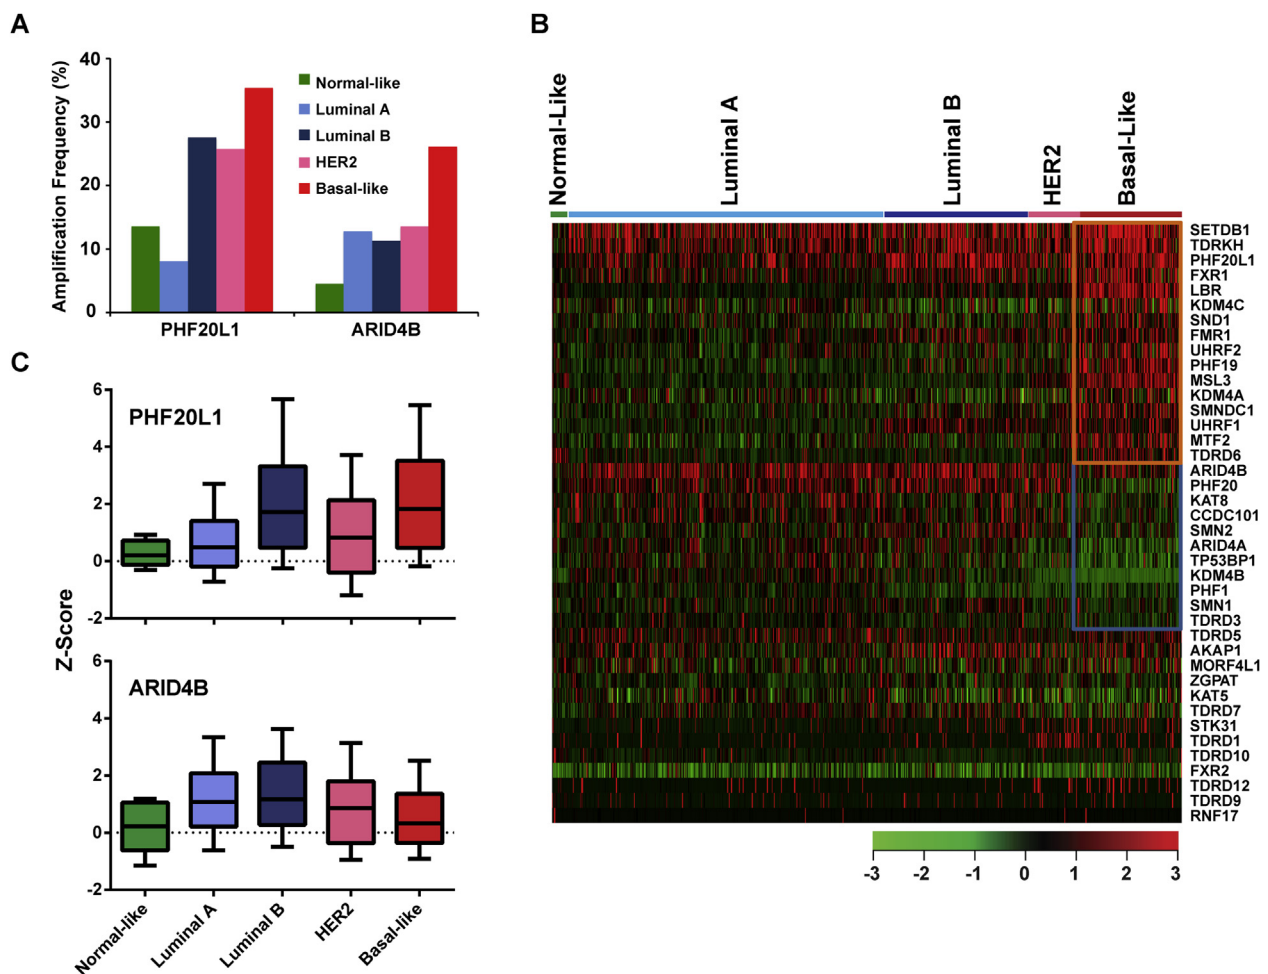 A
Amplification Frequency (%)
40
30
20
10
0
Normal-like
Luminal A
Luminal B
HER2
Basal-like
PHF20L1
ARID4B
B
Normal-Like
Luminal A
Luminal B
HER2
Basal-Like
SETDB1
TDRKH
PHF20L1
FXR1
LBR
KDM4C
SND1
FMR1
UHRF2
PHF19
MSL3
KDM4A
SMNDC1
UHRF1
MTF2
TDRD6
ARID4B
PHF20
KAT8
CCDC101
SMN2
ARID4A
TP53BP1
KDM4B
PHF1
SMN1
TDRD3
TDRD5
AKAP1
MORF4L1
ZGPAT
KAT5
TDRD7
STK31
TDRD1
TDRD10
FXR2
TDRD12
TDRD9
RNF17
-3 -2 -1 0 1 2 3
C
Z-Score
6
4
2
0
-2
PHF20L1
6
4
2
0
-2
ARID4B
Normal-like
Luminal A
Luminal B
HER2
Basal-like